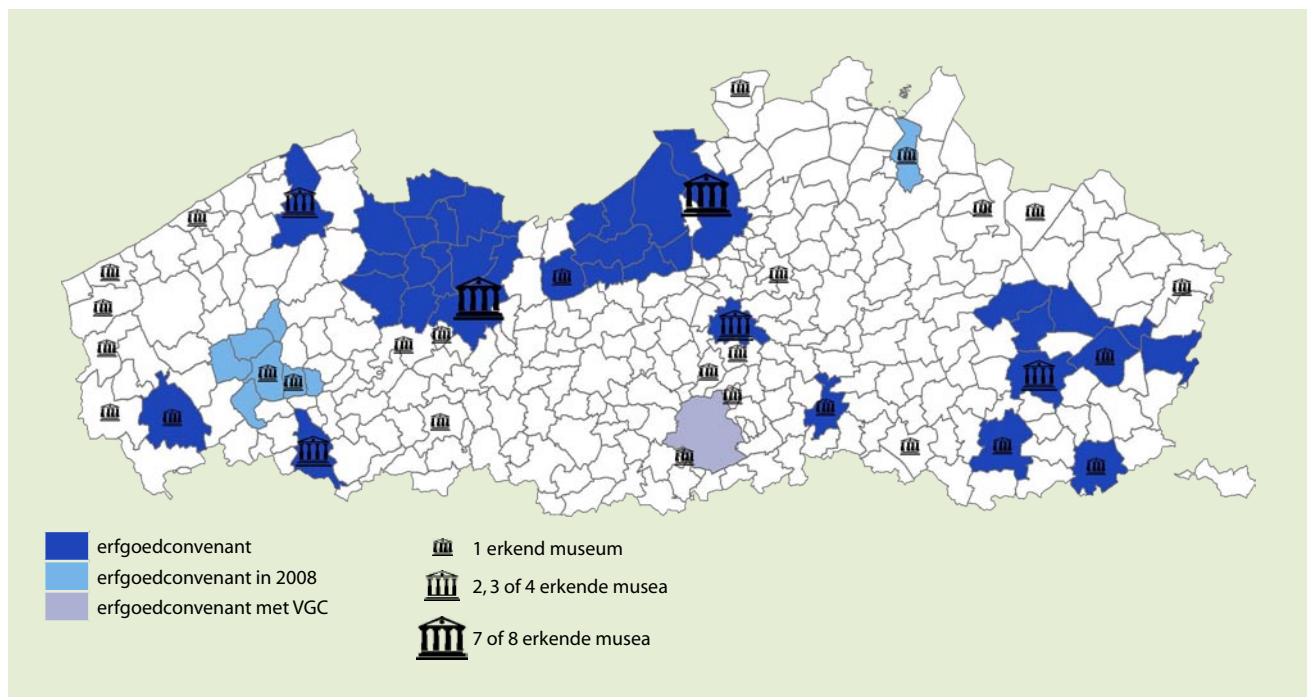 erfgoedconvenant
erfgoedconvenant in 2008
erfgoedconvenant met VGC
1 erkend museum
2, 3 of 4 erkende musea
7 of 8 erkende musea